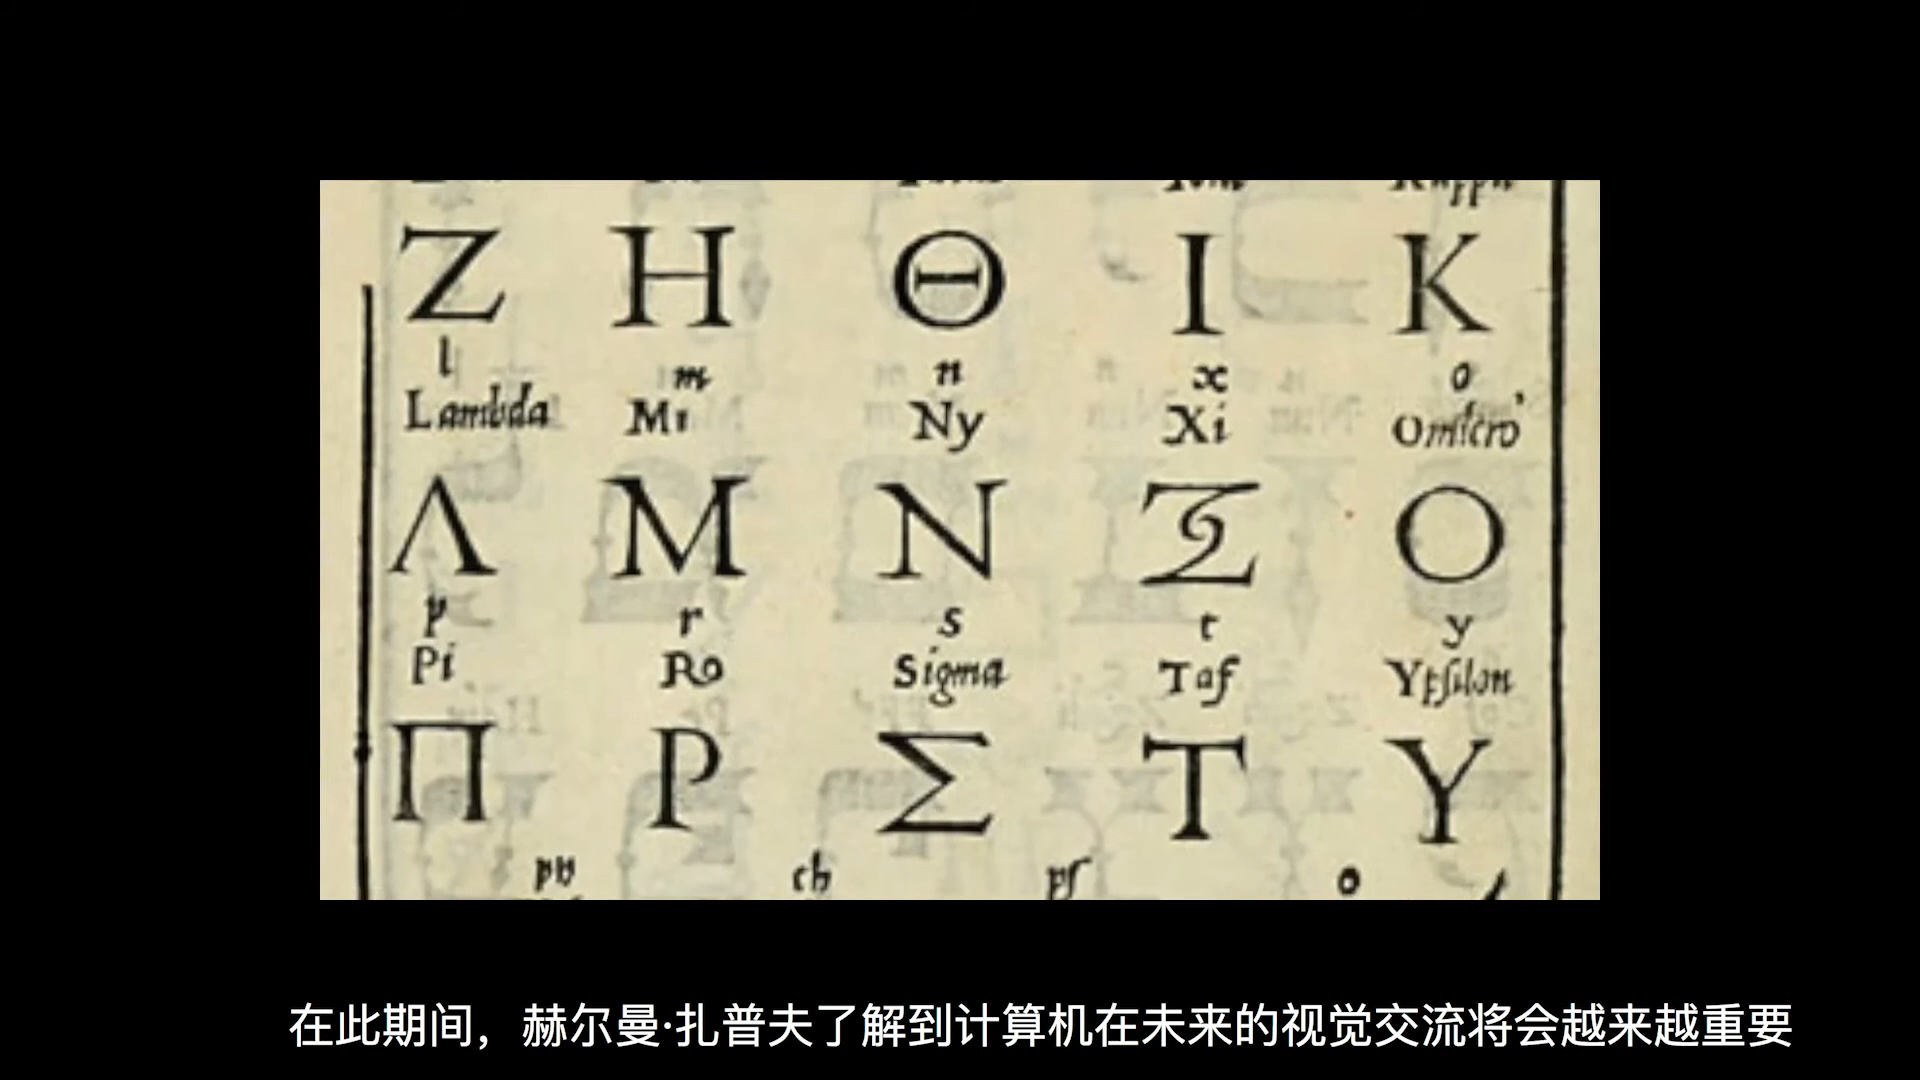 Z H Θ I K
l m n x o
Lambda Mi Ny Xi Omicro
Λ M N Ξ O
p r s t y
Pi Ro Sigma Taf Ypſilon
Π P Σ T Y
ph ch pſ o
在此期间，赫尔曼·扎普夫了解到计算机在未来的视觉交流将会越来越重要